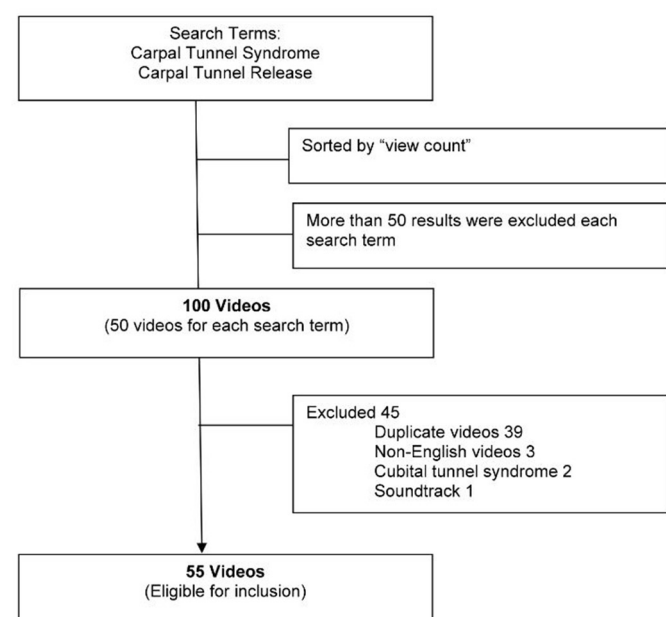 Search Terms:
Carpal Tunnel Syndrome
Carpal Tunnel Release
Sorted by “view count”
More than 50 results were excluded each
search term
100 Videos
(50 videos for each search term)
Excluded 45
Duplicate videos 39
Non-English videos 3
Cubital tunnel syndrome 2
Soundtrack 1
55 Videos
(Eligible for inclusion)